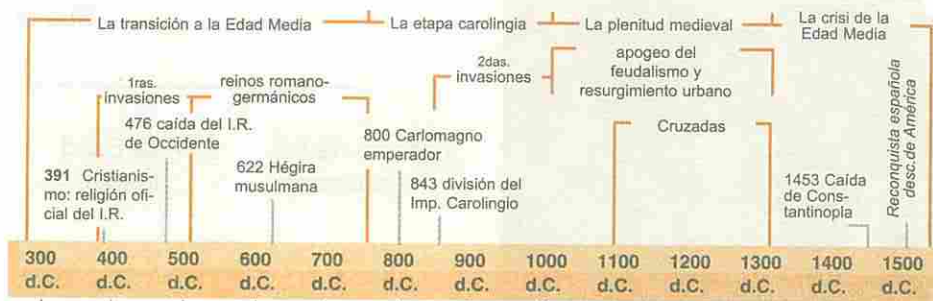 La transición a la Edad Media
La etapa carolingia
La plenitud medieval
La crisi de la
Edad Media
1ras.
invasiones
reinos romano-
germánicos
2das.
invasiones
apogeo del
feudalismo y
resurgimiento urbano
476 caída del I.R.
de Occidente
800 Carlomagno
emperador
Cruzadas
391 Cristianis-
mo: religión ofi-
cial del I.R.
622 Hégira
musulmana
843 división del
Imp. Carolingio
1453 Caída
de Cons-
tantinopla
Reconquista española
desc.de América
300 400 500 600 700 800 900 1000 1100 1200 1300 1400 1500
d.C. d.C. d.C. d.C. d.C. d.C. d.C. d.C. d.C. d.C. d.C. d.C. d.C.